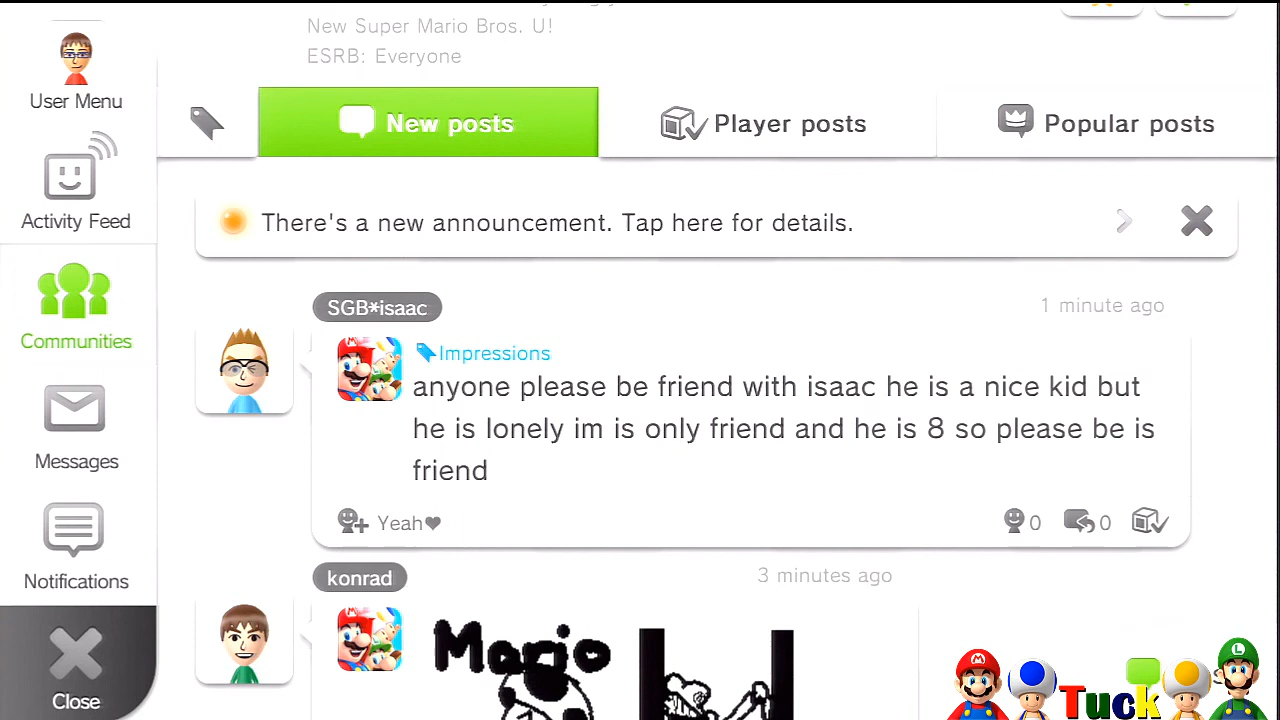 New Super Mario Bros. U!
ESRB: Everyone
User Menu
New posts
Player posts
Popular posts
Activity Feed
There's a new announcement. Tap here for details.
SGB*isaac
1 minute ago
Communities
Impressions
anyone please be friend with isaac he is a nice kid but
he is lonely im is only friend and he is 8 so please be is
friend
Messages
Yeah♥
0
0
Notifications
konrad
3 minutes ago
Mario
Close
Tuck